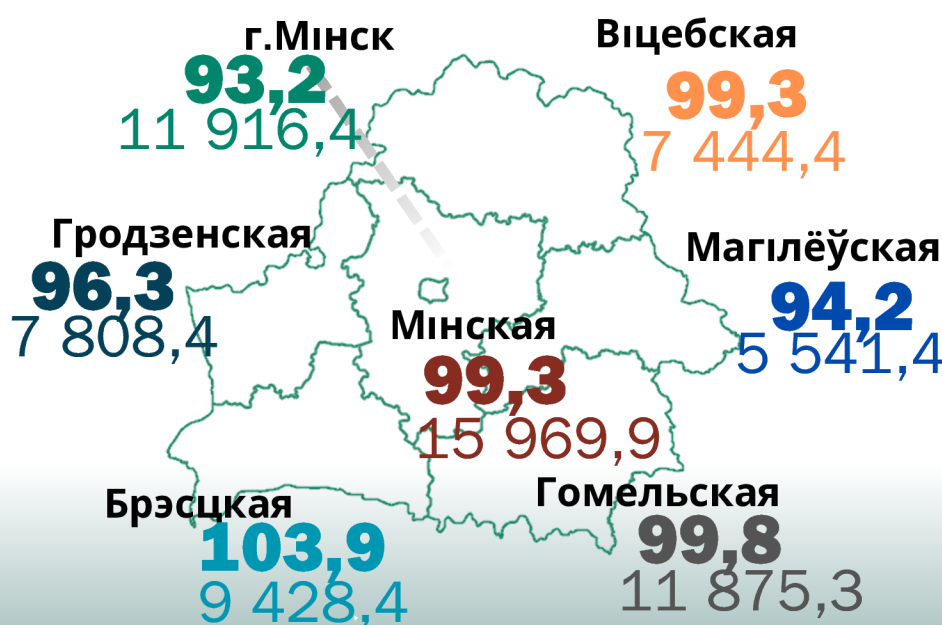 г.Мінск
93,2
11 916,4
Віцебская
99,3
7 444,4
Гродзенская
96,3
7 808,4
Магілёўская
94,2
5 541,4
Мінская
99,3
15 969,9
Брэсцкая
103,9
9 428,4
Гомельская
99,8
11 875,3